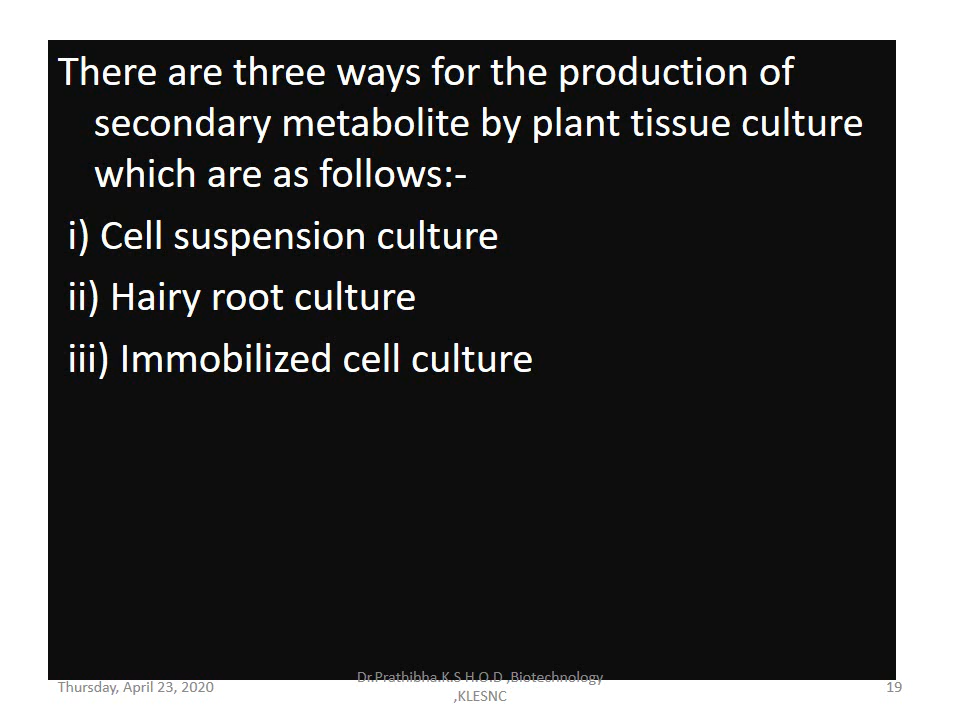 There are three ways for the production of
secondary metabolite by plant tissue culture
which are as follows:-
i) Cell suspension culture
ii) Hairy root culture
iii) Immobilized cell culture
Thursday, April 23, 2020
Dr.Prathibha.K.S H.O.D ,Biotechnology
,KLESNC
19